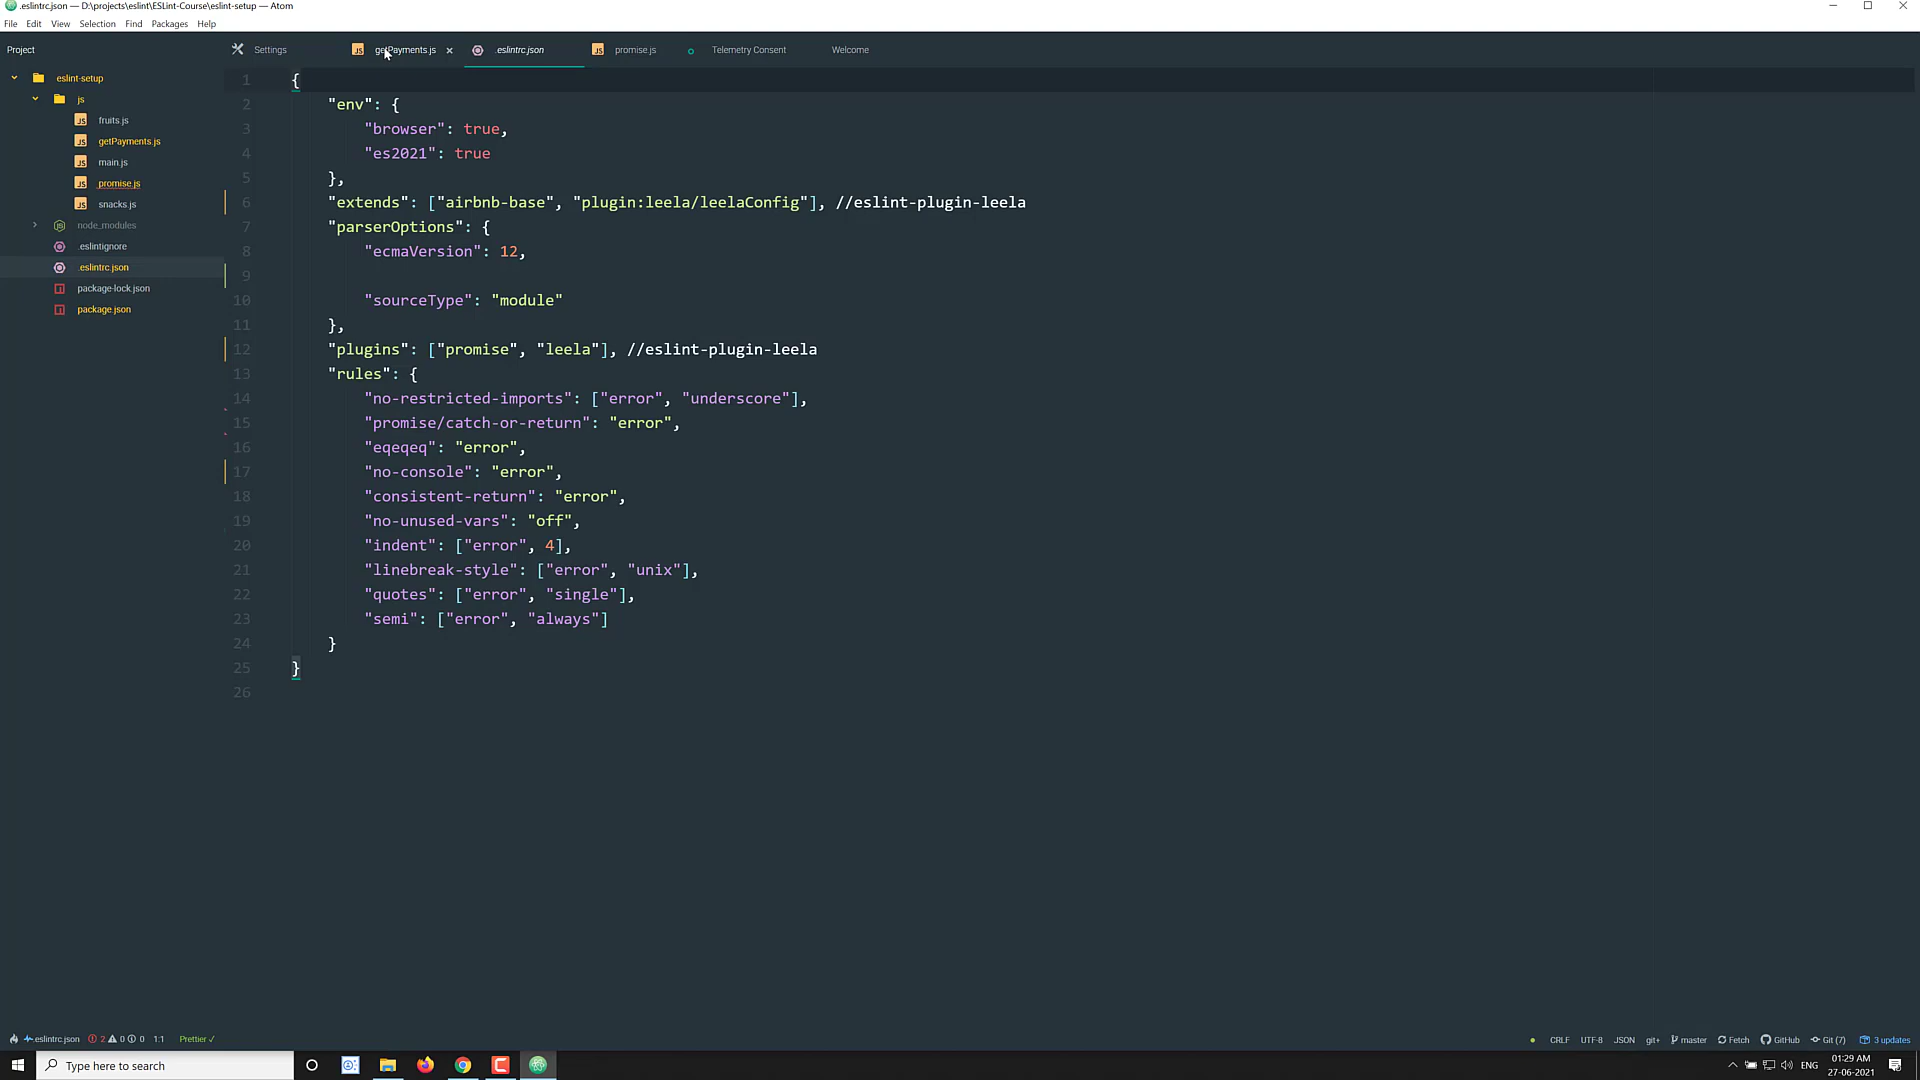 .eslintrc.json — D:\projects\eslint\ESLint-Course\eslint-setup — Atom
File Edit View Selection Find Packages Help
Project
Settings
getPayments.js
.eslintrc.json
promise.js
Telemetry Consent
Welcome
eslint-setup
js
fruits.js
getPayments.js
main.js
promise.js
snacks.js
node_modules
.eslintignore
.eslintrc.json
package-lock.json
package.json
1 {
2 "env": {
3 "browser": true,
4 "es2021": true
5 },
6 "extends": ["airbnb-base", "plugin:leela/leelaConfig"], //eslint-plugin-leela
7 "parserOptions": {
8 "ecmaVersion": 12,
9
10 "sourceType": "module"
11 },
12 "plugins": ["promise", "leela"], //eslint-plugin-leela
13 "rules": {
14 "no-restricted-imports": ["error", "underscore"],
15 "promise/catch-or-return": "error",
16 "eqeqeq": "error",
17 "no-console": "error",
18 "consistent-return": "error",
19 "no-unused-vars": "off",
20 "indent": ["error", 4],
21 "linebreak-style": ["error", "unix"],
22 "quotes": ["error", "single"],
23 "semi": ["error", "always"]
24 }
25 }
26
.eslintrc.json 2 0 0 1:1 Prettier ✓
CRLF UTF-8 JSON git+ master Fetch GitHub Git (7) 3 updates
Type here to search
ENG
01:29 AM
27-06-2021